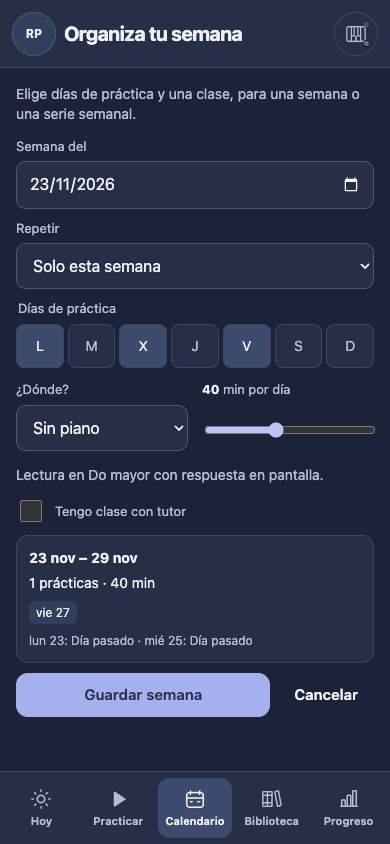 RP Organiza tu semana
Elige días de práctica y una clase, para una semana o
una serie semanal.
Semana del
23/11/2026
Repetir
Solo esta semana
Días de práctica
L M X J V S D
¿Dónde? 40 min por día
Sin piano
Lectura en Do mayor con respuesta en pantalla.
Tengo clase con tutor
23 nov – 29 nov
1 prácticas · 40 min
vie 27
lun 23: Día pasado · mié 25: Día pasado
Guardar semana Cancelar
Hoy Practicar Calendario Biblioteca Progreso